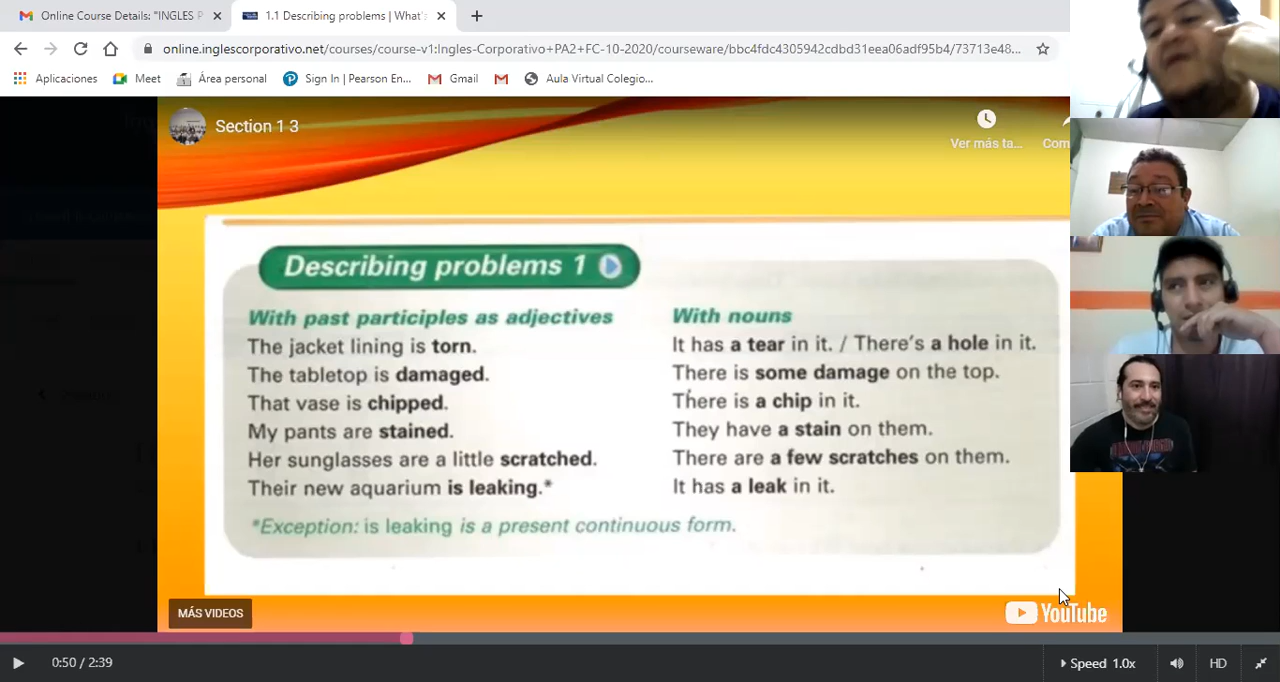 Online Course Details: "INGLES P
1.1 Describing problems | What's
online.inglescorporativo.net/courses/course-v1:Ingles-Corporativo+PA2+FC-10-2020/courseware/bbc4fdc4305942cdbd31eea06adf95b4/73713e48...
Aplicaciones Meet Área personal Sign In | Pearson En... Gmail Aula Virtual Colegio...
Section 1 3
Ver más ta... Com
Describing problems 1
With past participles as adjectives
The jacket lining is torn.
The tabletop is damaged.
That vase is chipped.
My pants are stained.
Her sunglasses are a little scratched.
Their new aquarium is leaking.*
With nouns
It has a tear in it. / There's a hole in it.
There is some damage on the top.
There is a chip in it.
They have a stain on them.
There are a few scratches on them.
It has a leak in it.
*Exception: is leaking is a present continuous form.
MÁS VIDEOS
YouTube
0:50 / 2:39
Speed 1.0x
HD